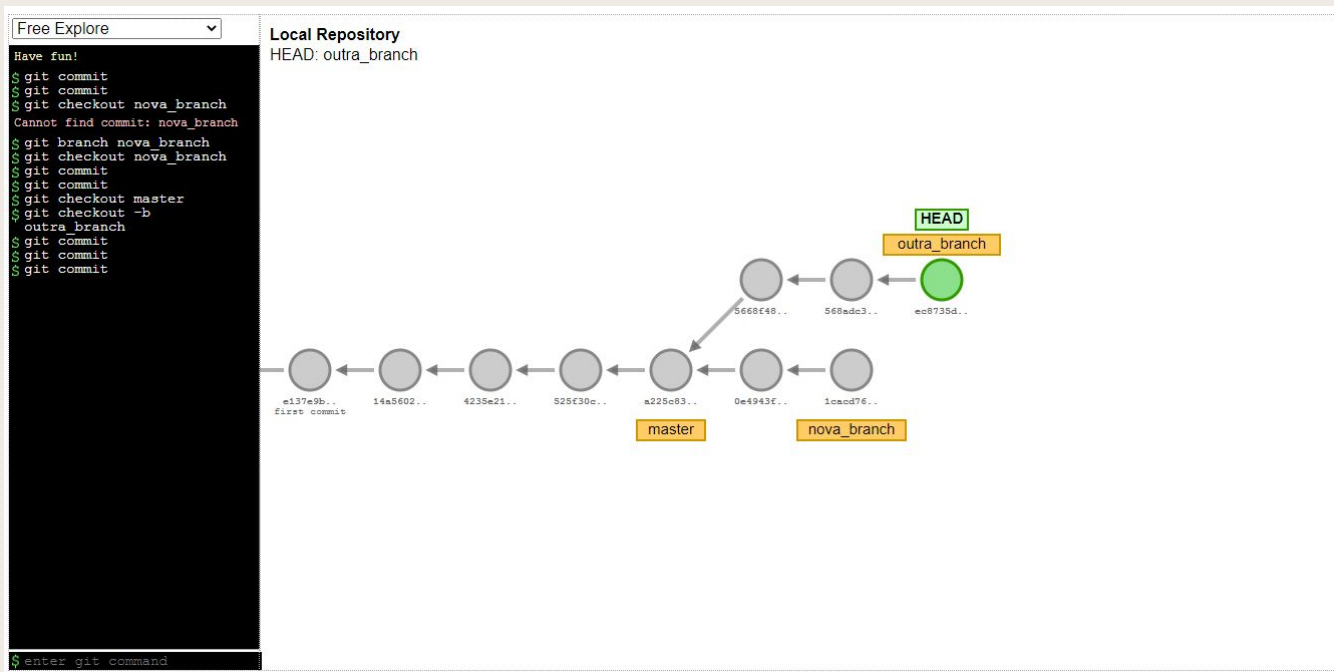 Free Explore
Have fun!
$ git commit
$ git commit
$ git checkout nova_branch
Cannot find commit: nova_branch
$ git branch nova_branch
$ git checkout nova_branch
$ git commit
$ git commit
$ git checkout master
$ git checkout -b
outra_branch
$ git commit
$ git commit
$ git commit
$ enter git command
Local Repository
HEAD: outra_branch
HEAD
outra_branch
5668f48..
568adc3..
ec8735d..
e137e9b..
first commit
14a5602..
4235e21..
525f30c..
a225c83..
0e4943f..
1cacd76..
master
nova_branch